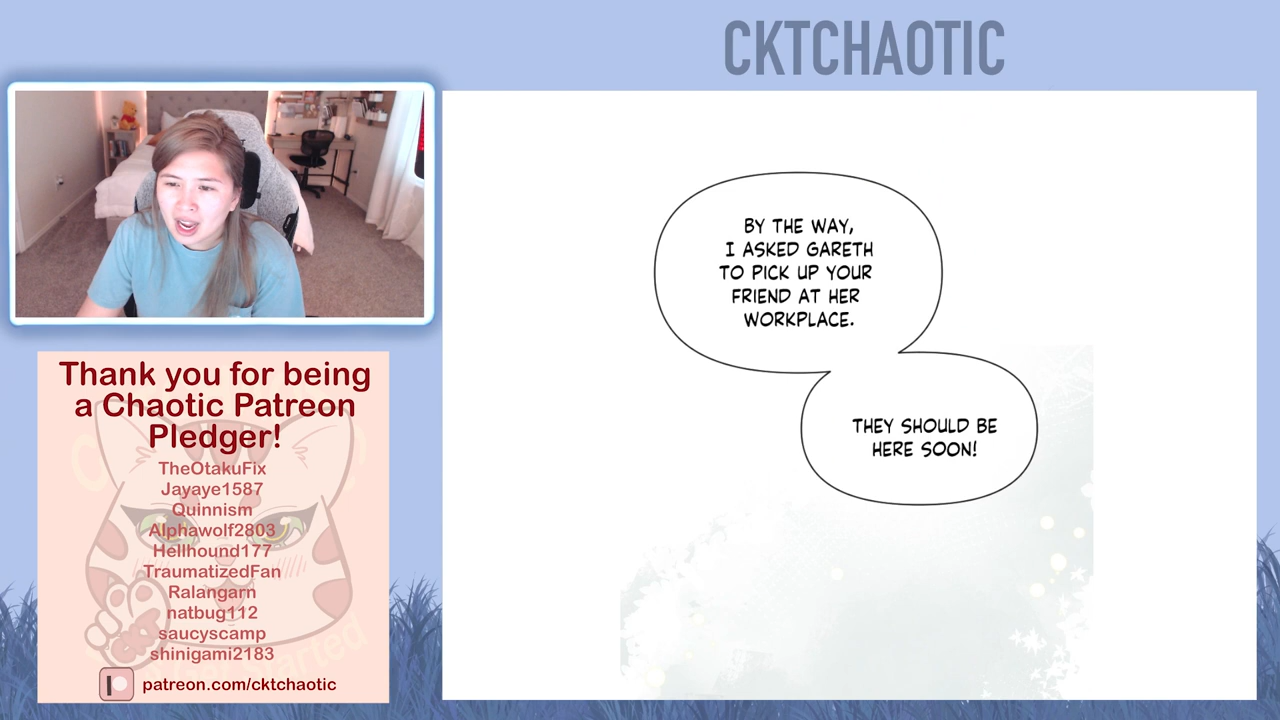 CKTCHAOTIC
BY THE WAY,
I ASKED GARETH
TO PICK UP YOUR
FRIEND AT HER
WORKPLACE.
THEY SHOULD BE
HERE SOON!
Thank you for being
a Chaotic Patreon
Pledger!
TheOtakuFix
Jayaye1587
Quinnism
Alphawolf2803
Hellhound177
TraumatizedFan
Ralangarn
natbug112
saucyscamp
shinigami2183
patreon.com/cktchaotic